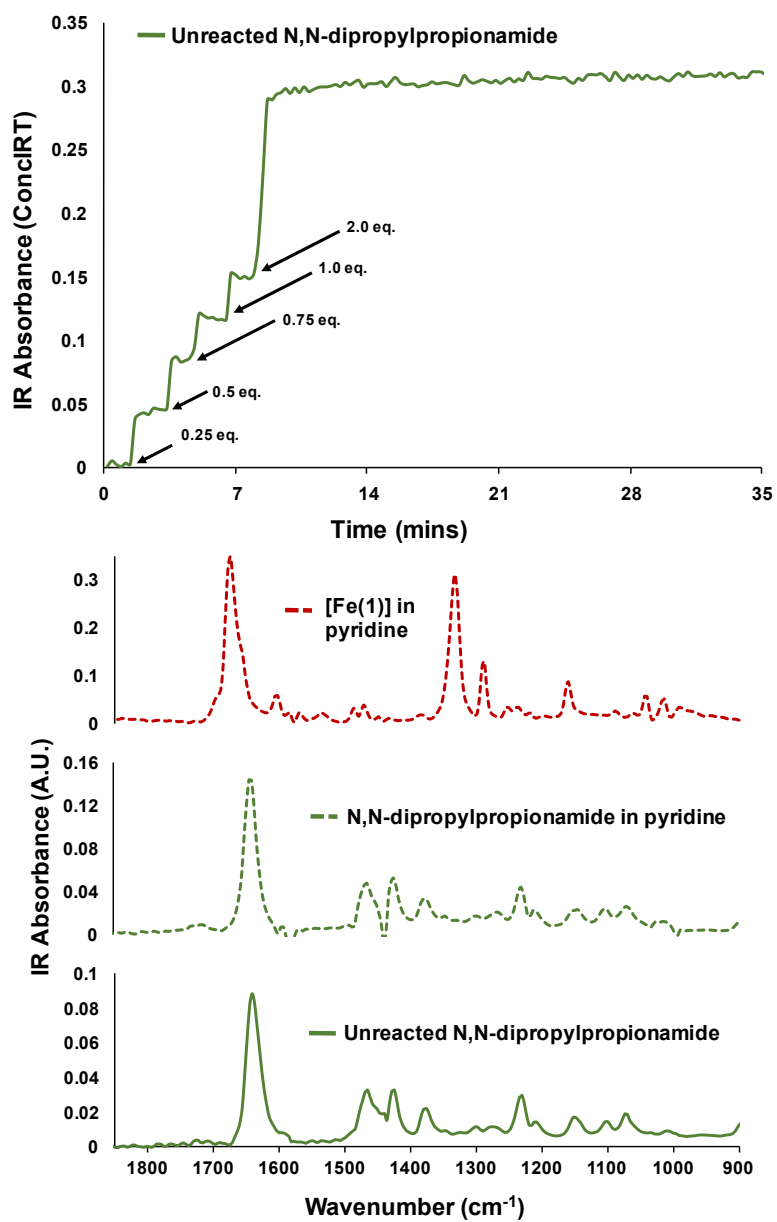 Unreacted N,N-dipropylpropionamide
IR Absorbance (ConcIRT)
0.35
0.3
0.25
0.2
0.15
0.1
0.05
0
2.0 eq.
1.0 eq.
0.75 eq.
0.5 eq.
0.25 eq.
0 7 14 21 28 35
Time (mins)
IR Absorbance (A.U.)
0.3
0.2
0.1
0
[Fe(1)] in
pyridine
0.16
0.12
0.08
0.04
0
N,N-dipropylpropionamide in pyridine
0.1
0.08
0.06
0.04
0.02
0
Unreacted N,N-dipropylpropionamide
1800 1700 1600 1500 1400 1300 1200 1100 1000 900
Wavenumber (cm⁻¹)